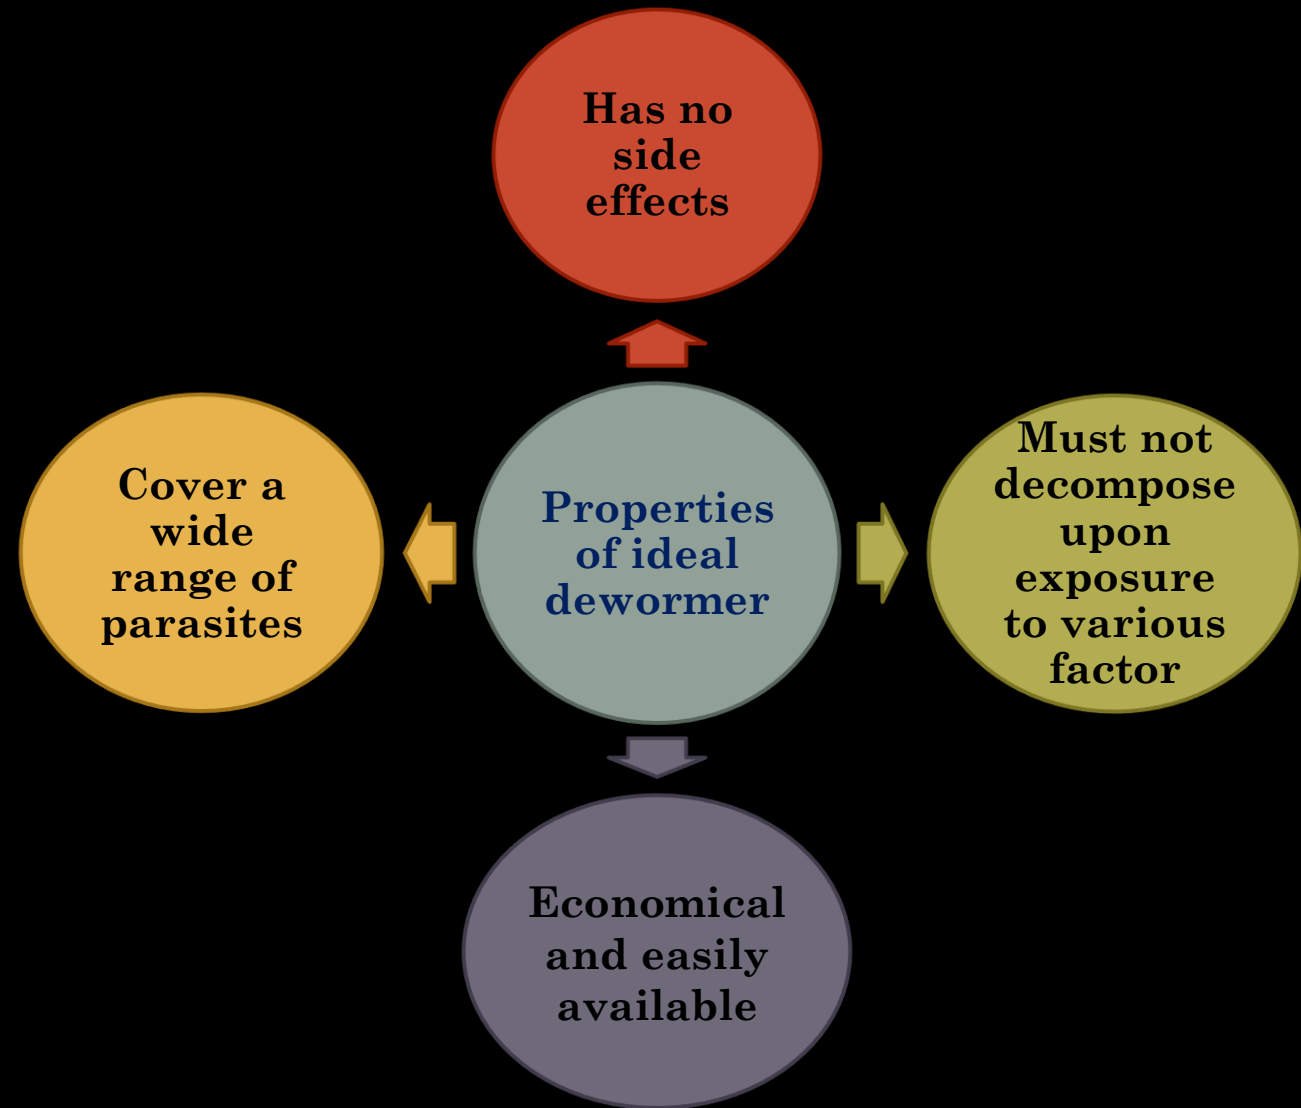 Has no
side
effects
Cover a
wide
range of
parasites
Properties
of ideal
dewormer
Must not
decompose
upon
exposure
to various
factor
Economical
and easily
available